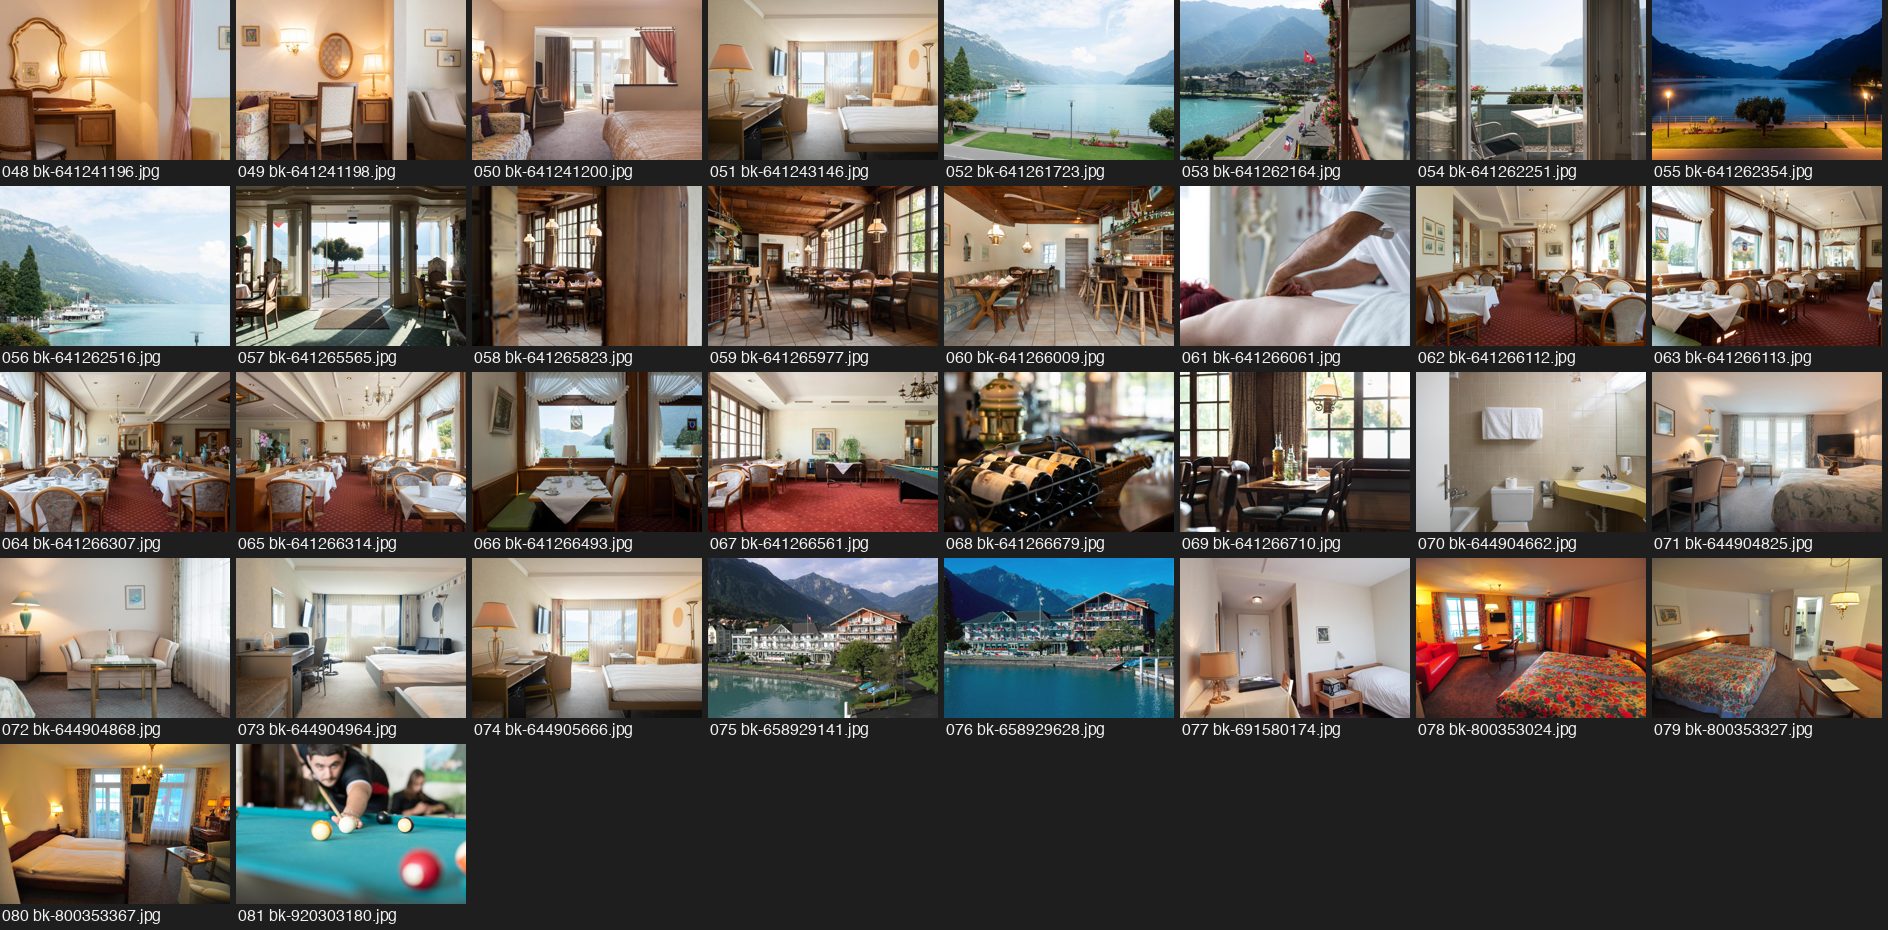 048 bk-641241196.jpg
049 bk-641241198.jpg
050 bk-641241200.jpg
051 bk-641243146.jpg
052 bk-641261723.jpg
053 bk-641262164.jpg
054 bk-641262251.jpg
055 bk-641262354.jpg
056 bk-641262516.jpg
057 bk-641265565.jpg
058 bk-641265823.jpg
059 bk-641265977.jpg
060 bk-641266009.jpg
061 bk-641266061.jpg
062 bk-641266112.jpg
063 bk-641266113.jpg
064 bk-641266307.jpg
065 bk-641266314.jpg
066 bk-641266493.jpg
067 bk-641266561.jpg
068 bk-641266679.jpg
069 bk-641266710.jpg
070 bk-644904662.jpg
071 bk-644904825.jpg
072 bk-644904868.jpg
073 bk-644904964.jpg
074 bk-644905666.jpg
075 bk-658929141.jpg
076 bk-658929628.jpg
077 bk-691580174.jpg
078 bk-800353024.jpg
079 bk-800353327.jpg
080 bk-800353367.jpg
081 bk-920303180.jpg